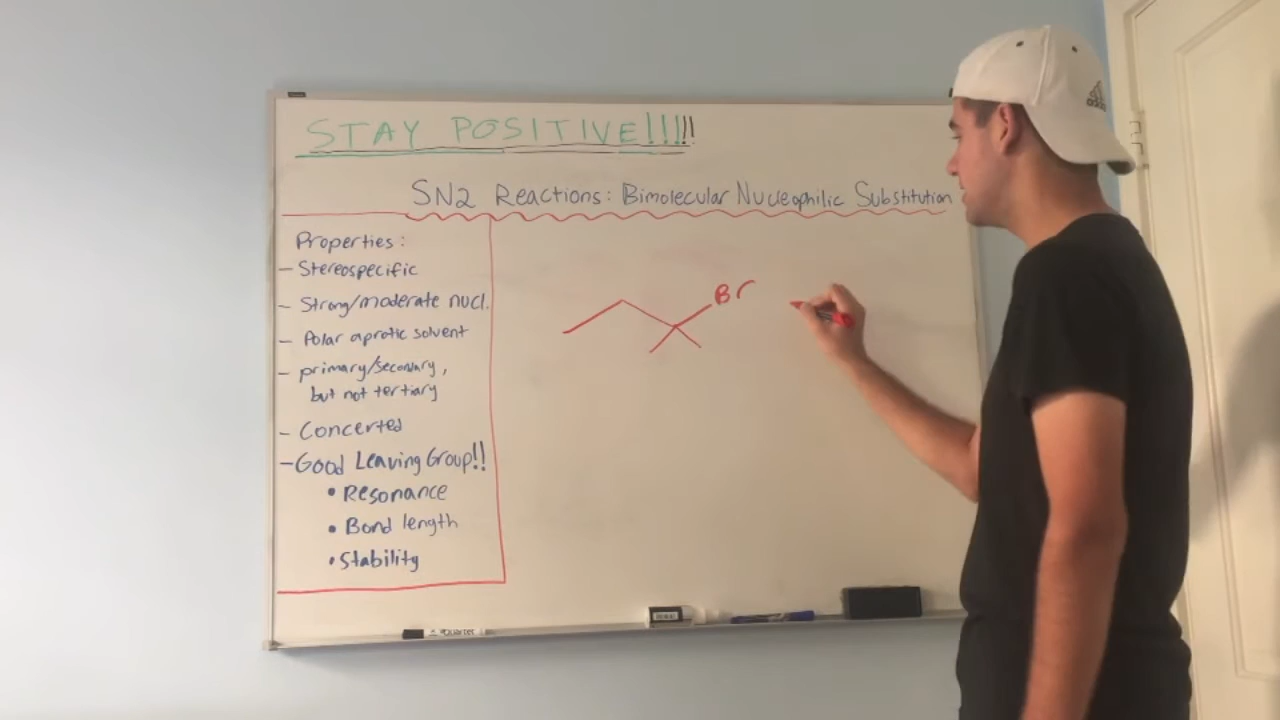 STAY POSITIVE!!!!!
SN2 Reactions: Bimolecular Nucleophilic Substitution
Properties:
- Stereospecific
- Strong/moderate nucl.
- Polar aprotic solvent
- primary/secondary,
but not tertiary
- Concerted
- Good Leaving Group!!
• Resonance
• Bond length
• Stability
Br
adidas